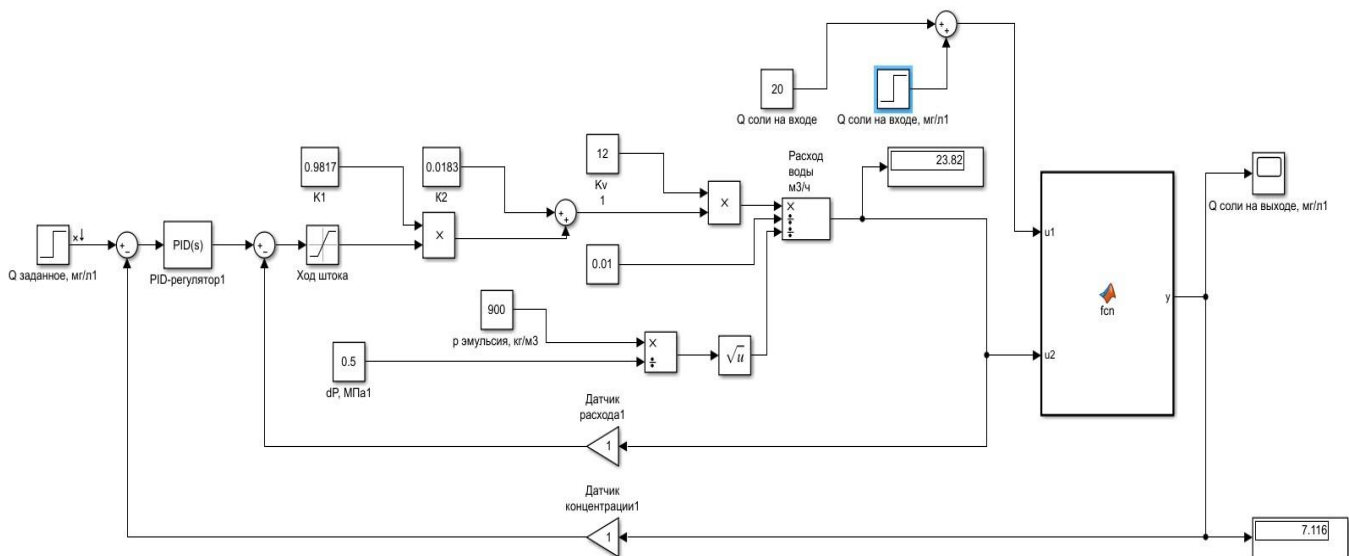 20
Q соли на входе
Q соли на входе, мг/л1
0.9817
K1
0.0183
K2
12
Kv
1
Расход
воды
м3/ч
23.82
Q соли на выходе, мг/л1
Q заданное, мг/л1
PID(s)
PID-регулятор1
Ход штока
0.01
900
p эмульсия, кг/м3
0.5
dP, МПа1
√u
u1
u2
fcn
y
Датчик
расхода1
1
Датчик
концентрации1
1
7.116